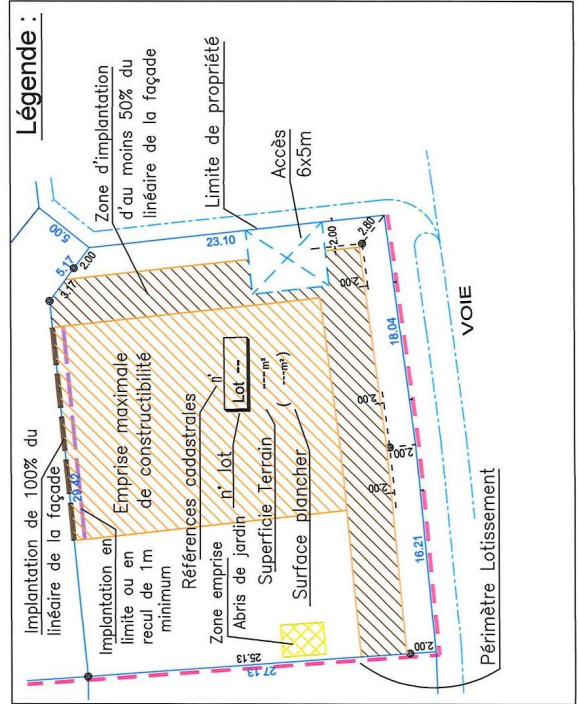 Légende :
Implantation de 100% du
linéaire de la façade
Implantation en
limite ou en
recul de 1m
minimum
Emprise maximale
de constructibilité
Références cadastrales
n°
n° lot
Lot --
Zone emprise
Abris de jardin
Superficie Terrain
---m²
Surface plancher
( ---m²)
Périmètre Lotissement
Zone d'implantation
d'au moins 50% du
linéaire de la façade
Limite de propriété
Accès
6x5m
VOIE
29.42
3.17
5.17
2.00
5.00
23.10
2.00
2.80
2.00
18.04
2.00
2.00
2.00
16.21
2.00
25.13
27.13